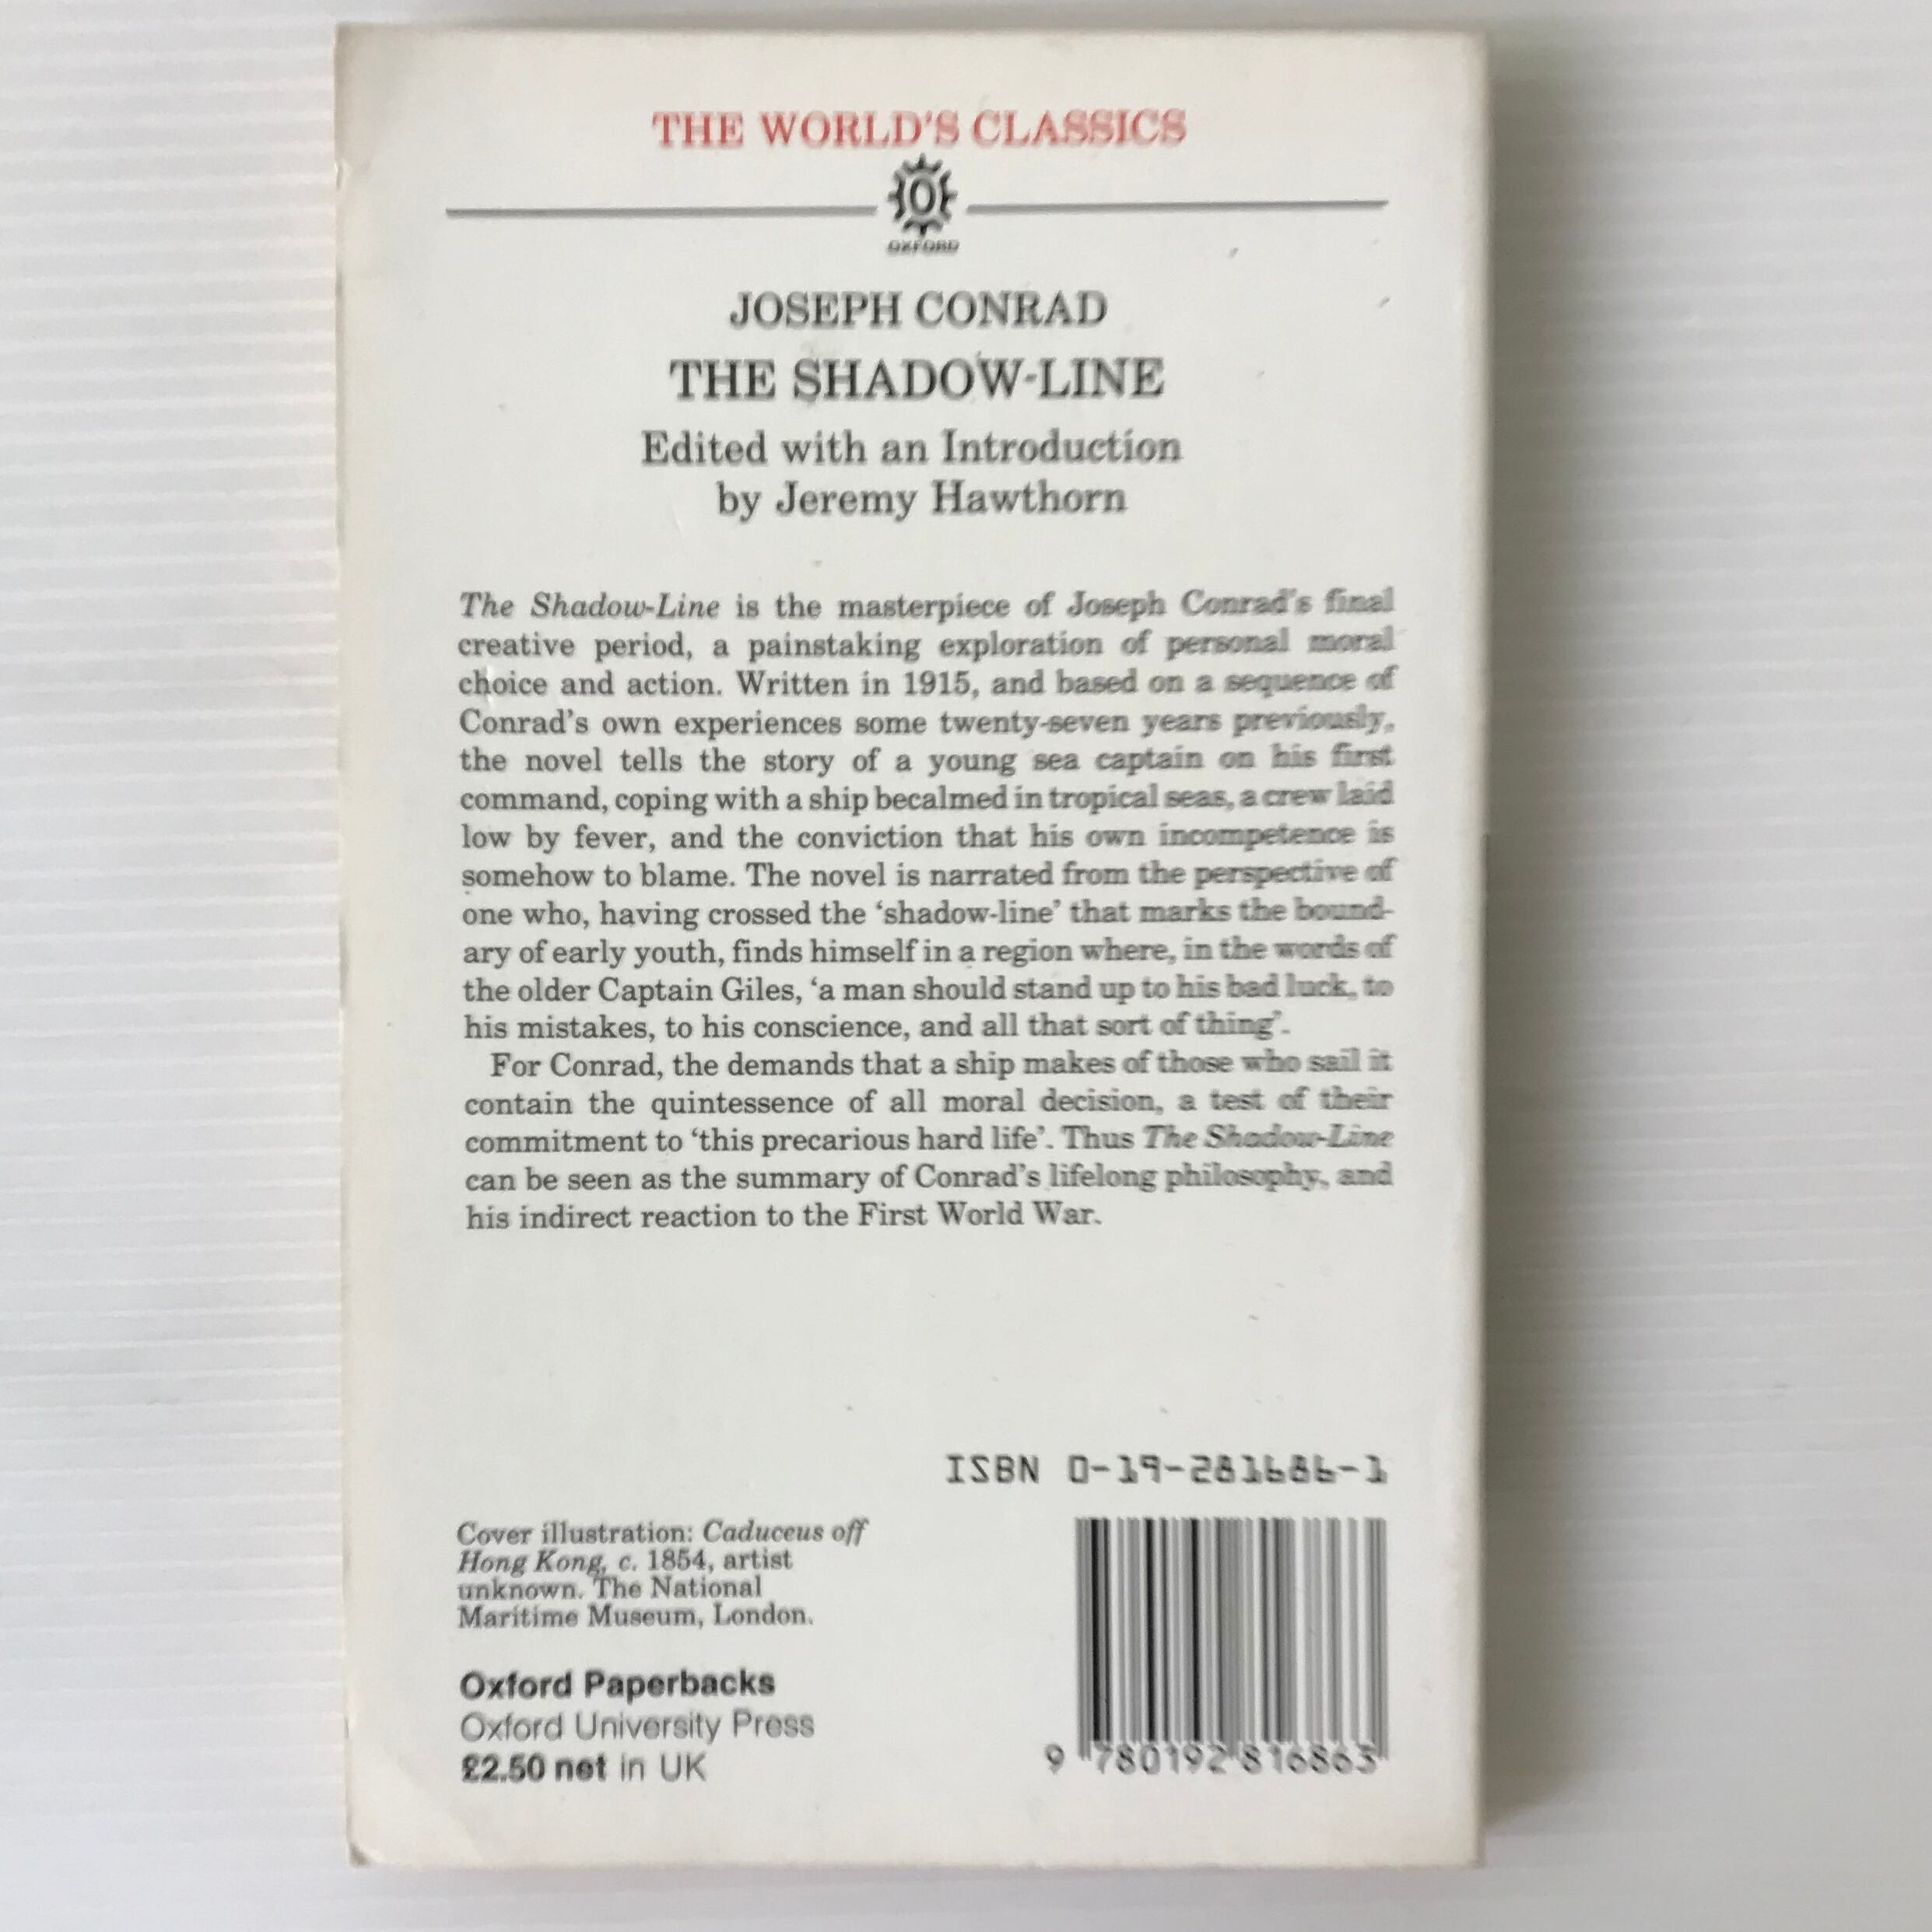 THE WORLD'S CLASSICS
OXFORD
JOSEPH CONRAD
THE SHADOW-LINE
Edited with an Introduction
by Jeremy Hawthorn
The Shadow-Line is the masterpiece of Joseph Conrad's final
creative period, a painstaking exploration of personal moral
choice and action. Written in 1915, and based on a sequence of
Conrad's own experiences some twenty-seven years previously,
the novel tells the story of a young sea captain on his first
command, coping with a ship becalmed in tropical seas, a crew laid
low by fever, and the conviction that his own incompetence is
somehow to blame. The novel is narrated from the perspective of
one who, having crossed the ‘shadow-line’ that marks the bound-
ary of early youth, finds himself in a region where, in the words of
the older Captain Giles, ‘a man should stand up to his bad luck, to
his mistakes, to his conscience, and all that sort of thing’.
For Conrad, the demands that a ship makes of those who sail it
contain the quintessence of all moral decision, a test of their
commitment to ‘this precarious hard life’. Thus The Shadow-Line
can be seen as the summary of Conrad's lifelong philosophy, and
his indirect reaction to the First World War.
ISBN 0-19-281686-1
Cover illustration: Caduceus off
Hong Kong, c. 1854, artist
unknown. The National
Maritime Museum, London.
Oxford Paperbacks
Oxford University Press
£2.50 net in UK
9 780192 816863